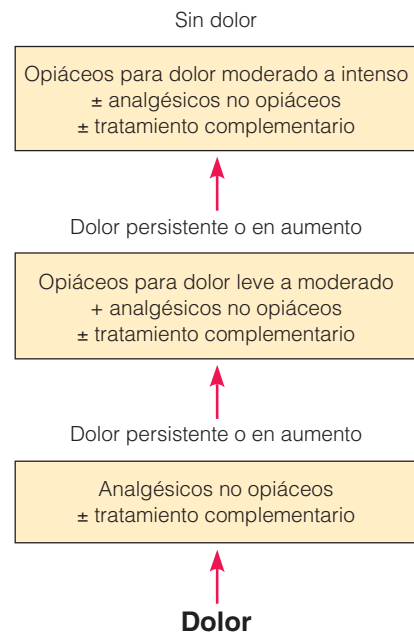 Sin dolor
Opiáceos para dolor moderado a intenso
± analgésicos no opiáceos
± tratamiento complementario
Dolor persistente o en aumento
Opiáceos para dolor leve a moderado
+ analgésicos no opiáceos
± tratamiento complementario
Dolor persistente o en aumento
Analgésicos no opiáceos
± tratamiento complementario
Dolor